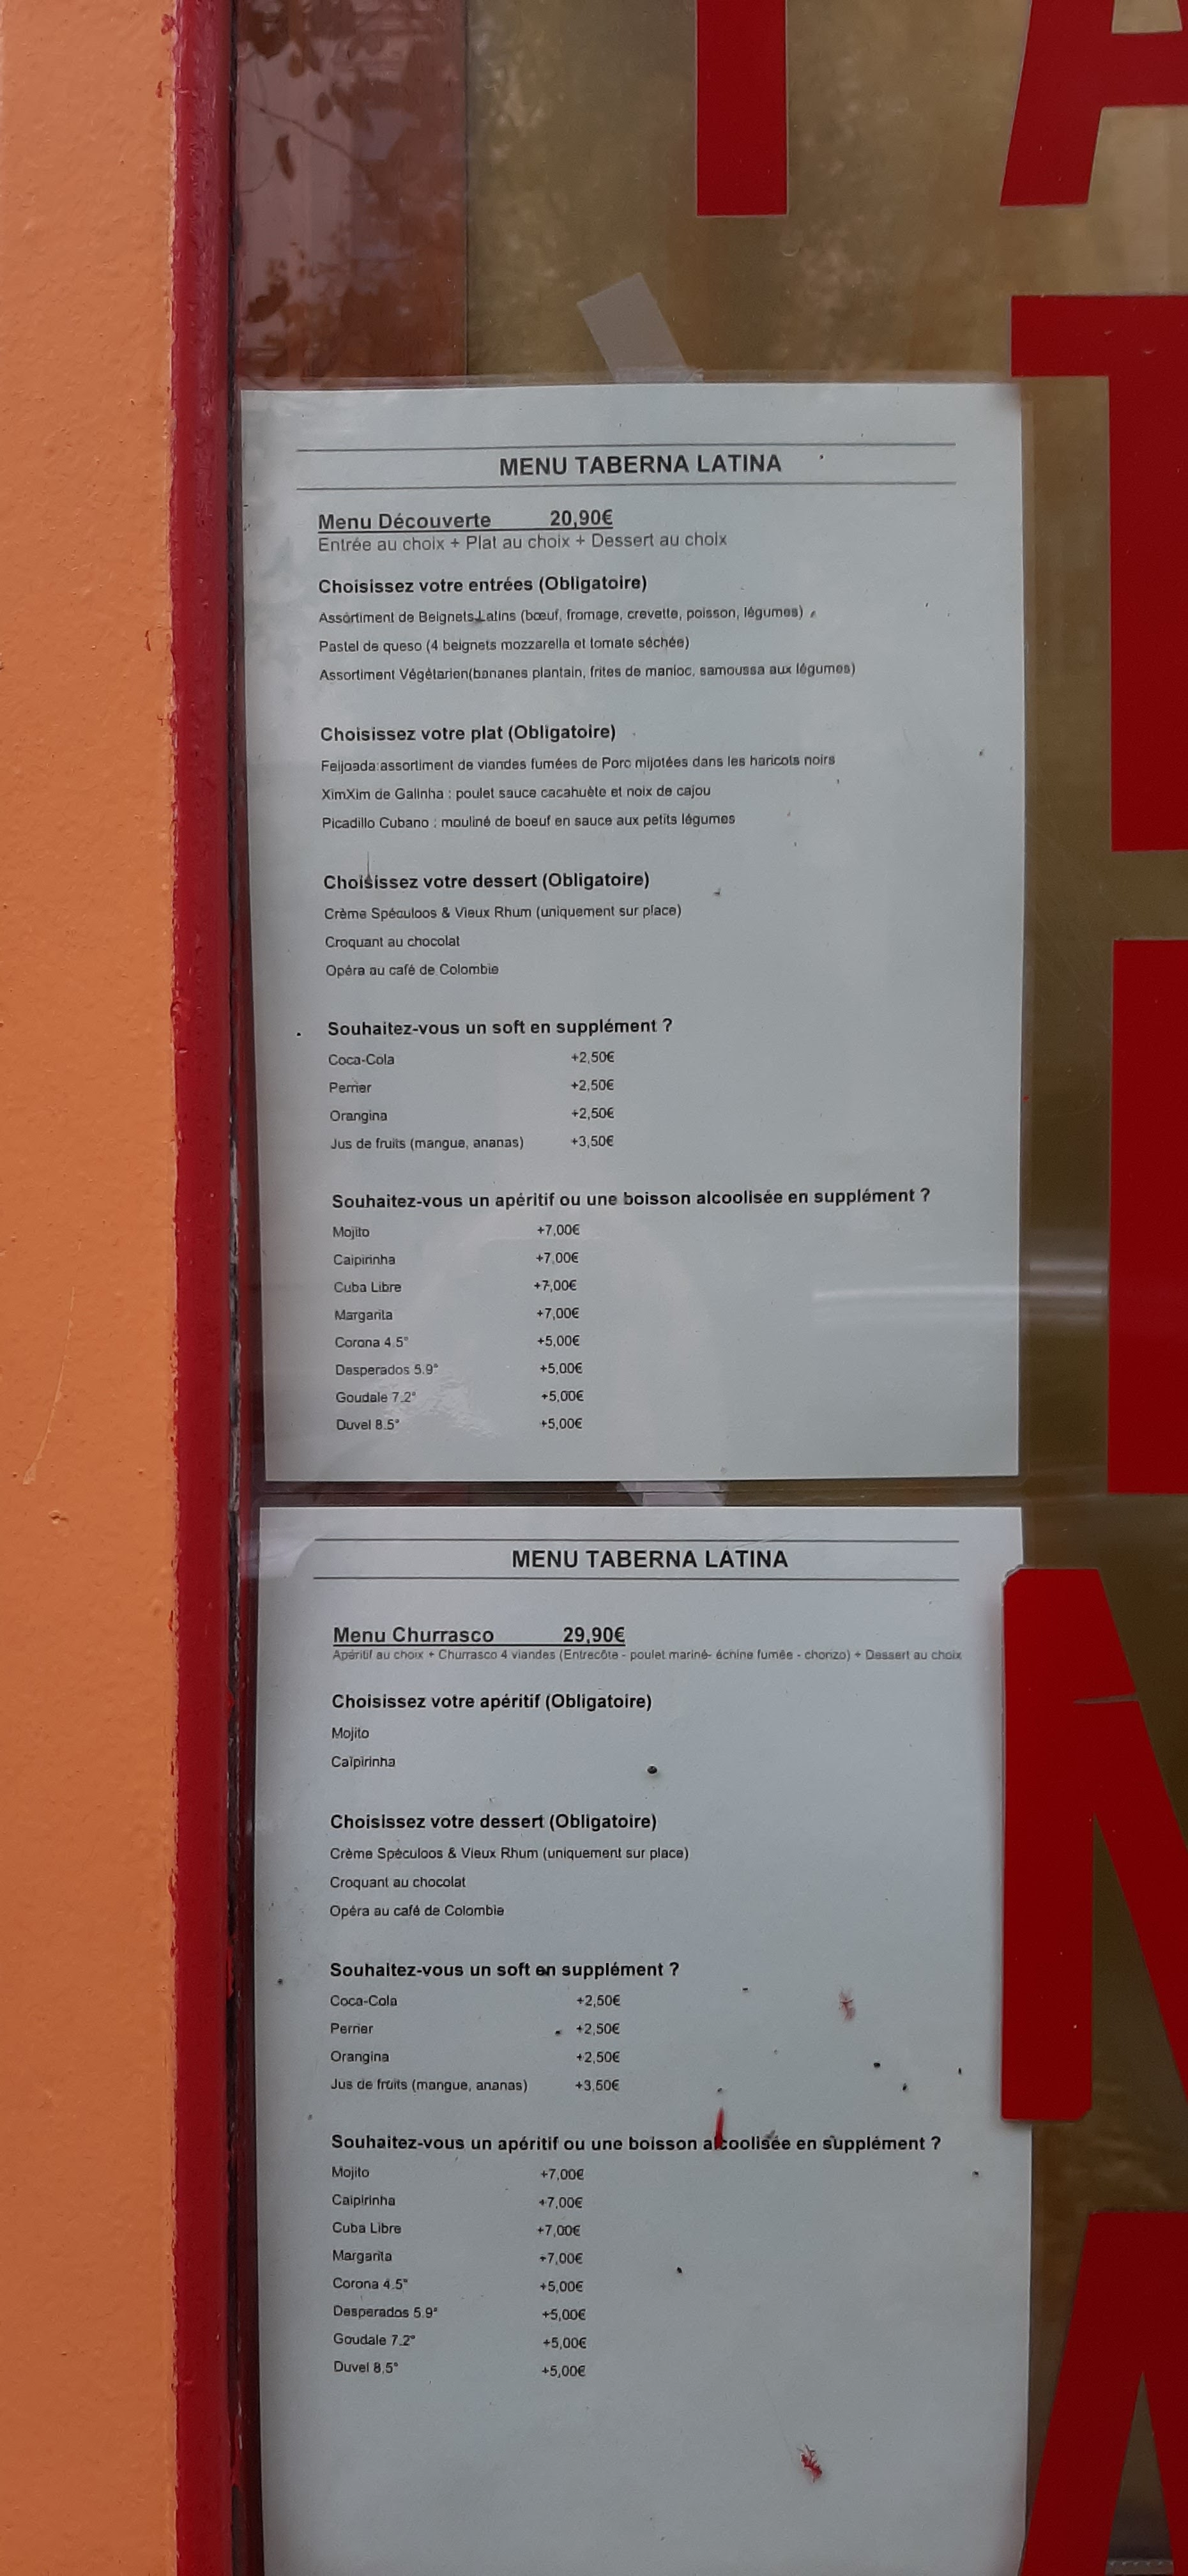 MENU TABERNA LATINA
Menu Découverte 20,90€
Entrée au choix + Plat au choix + Dessert au choix
Choisissez votre entrées (Obligatoire)
Assortiment de Beignets Latins (bœuf, fromage, crevette, poisson, légumes)
Pastel de queso (4 beignets mozzarella et tomate séchée)
Assortiment Végétarien(bananes plantain, frites de manioc, samoussa aux légumes)
Choisissez votre plat (Obligatoire)
Feijoada:assortiment de viandes fumées de Porc mijotées dans les haricots noirs
XimXim de Galinha : poulet sauce cacahuète et noix de cajou
Picadillo Cubano : mouliné de boeuf en sauce aux petits légumes
Choisissez votre dessert (Obligatoire)
Crème Spéculoos & Vieux Rhum (uniquement sur place)
Croquant au chocolat
Opéra au café de Colombie
Souhaitez-vous un soft en supplément ?
Coca-Cola +2,50€
Perrier +2,50€
Orangina +2,50€
Jus de fruits (mangue, ananas) +3,50€
Souhaitez-vous un apéritif ou une boisson alcoolisée en supplément ?
Mojito +7,00€
Caipirinha +7,00€
Cuba Libre +7,00€
Margarita +7,00€
Corona 4.5° +5,00€
Desperados 5.9° +5,00€
Goudale 7.2° +5,00€
Duvel 8.5° +5,00€
MENU TABERNA LATINA
Menu Churrasco 29,90€
Apéritif au choix + Churrasco 4 viandes (Entrecôte - poulet mariné- échine fumée - chorizo) + Dessert au choix
Choisissez votre apéritif (Obligatoire)
Mojito
Caïpirinha
Choisissez votre dessert (Obligatoire)
Crème Spéculoos & Vieux Rhum (uniquement sur place)
Croquant au chocolat
Opéra au café de Colombie
Souhaitez-vous un soft en supplément ?
Coca-Cola +2,50€
Perrier +2,50€
Orangina +2,50€
Jus de fruits (mangue, ananas) +3,50€
Souhaitez-vous un apéritif ou une boisson alcoolisée en supplément ?
Mojito +7,00€
Caipirinha +7,00€
Cuba Libre +7,00€
Margarita +7,00€
Corona 4.5° +5,00€
Desperados 5.9° +5,00€
Goudale 7.2° +5,00€
Duvel 8,5° +5,00€